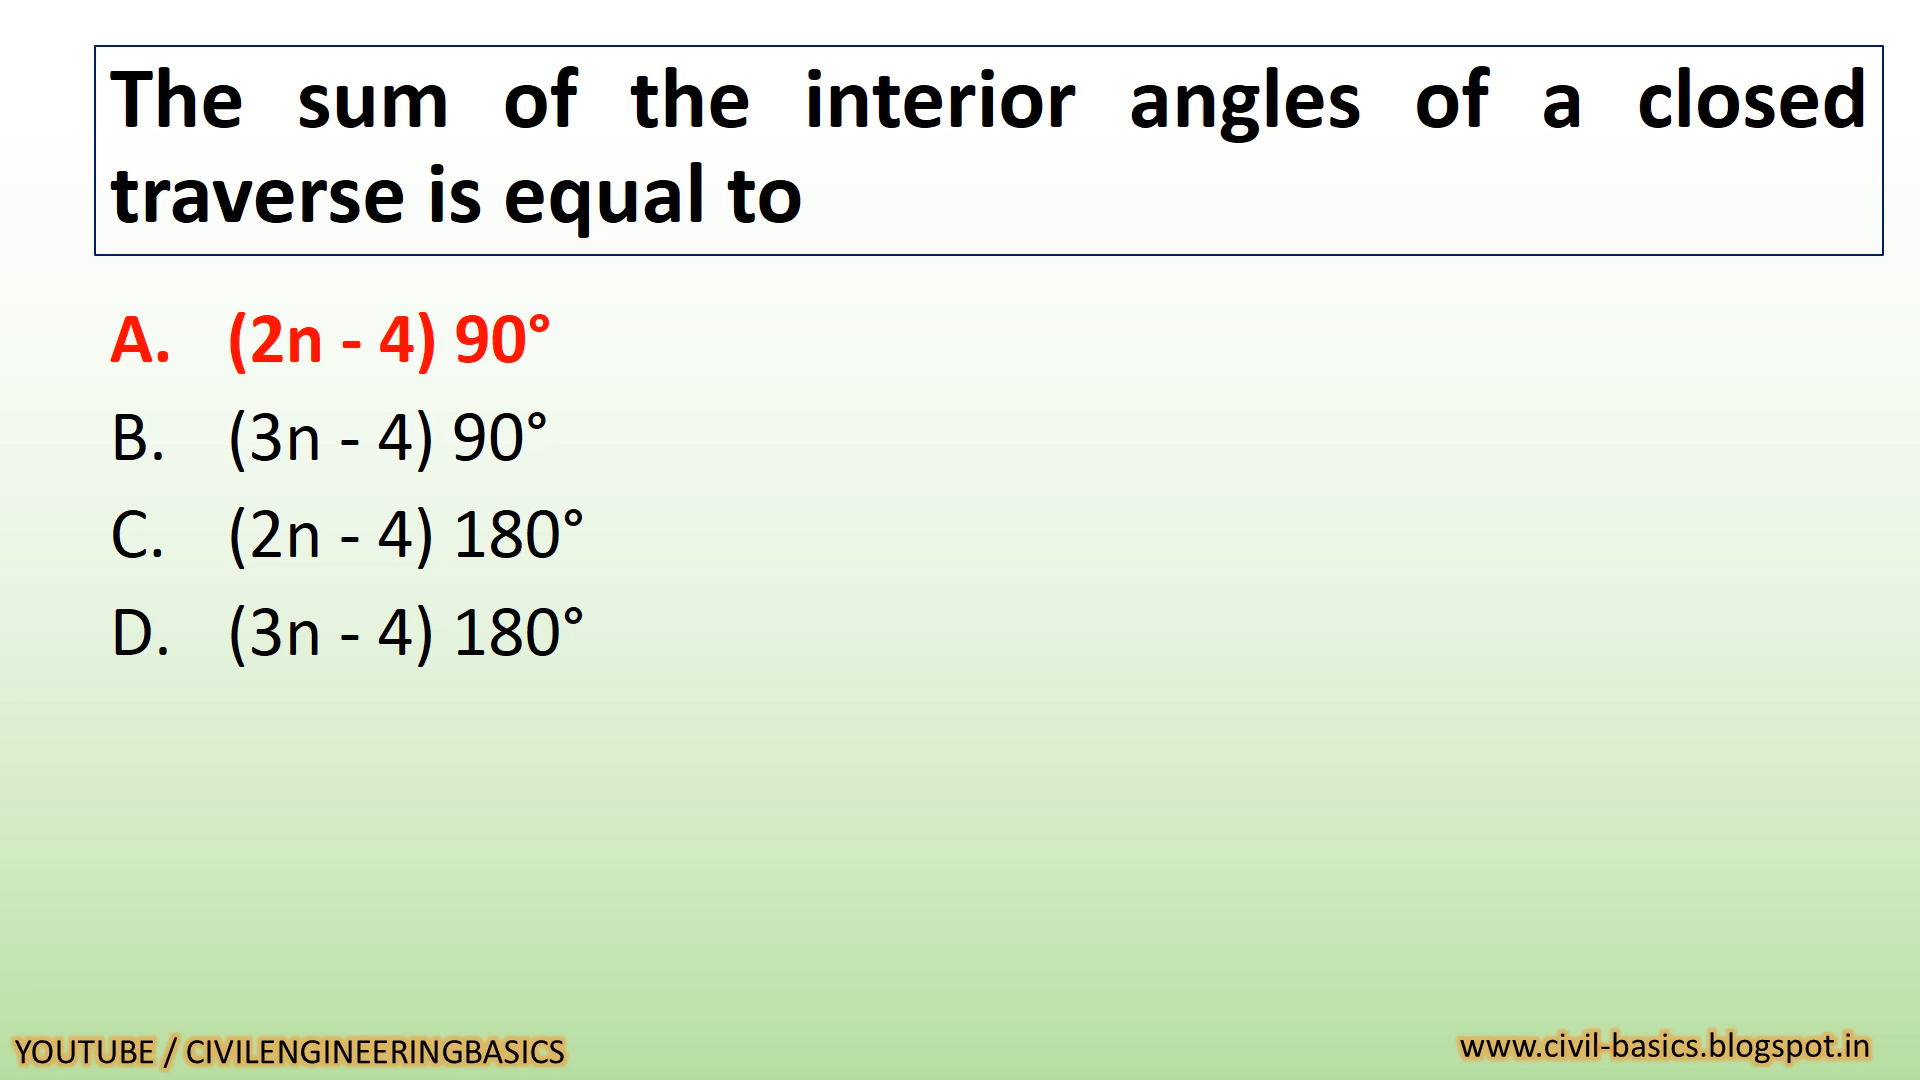 The sum of the interior angles of a closed
traverse is equal to
A. (2n - 4) 90°
B. (3n - 4) 90°
C. (2n - 4) 180°
D. (3n - 4) 180°
YOUTUBE / CIVILENGINEERINGBASICS
www.civil-basics.blogspot.in